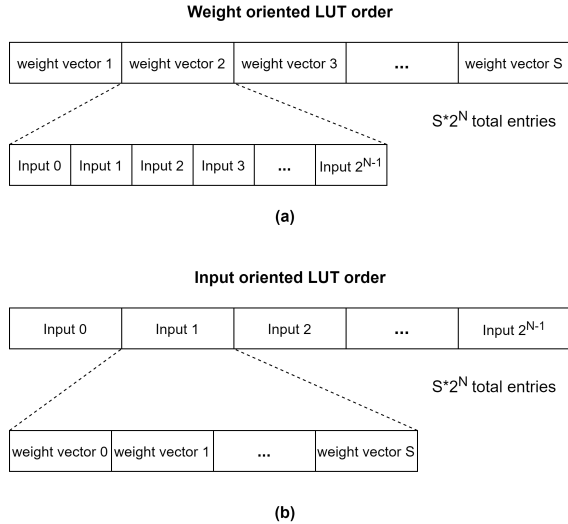 Weight oriented LUT order
weight vector 1 weight vector 2 weight vector 3 ... weight vector S
S*2^N total entries
Input 0 Input 1 Input 2 Input 3 ... Input 2^N-1
(a)
Input oriented LUT order
Input 0 Input 1 Input 2 ... Input 2^N-1
S*2^N total entries
weight vector 0 weight vector 1 ... weight vector S
(b)